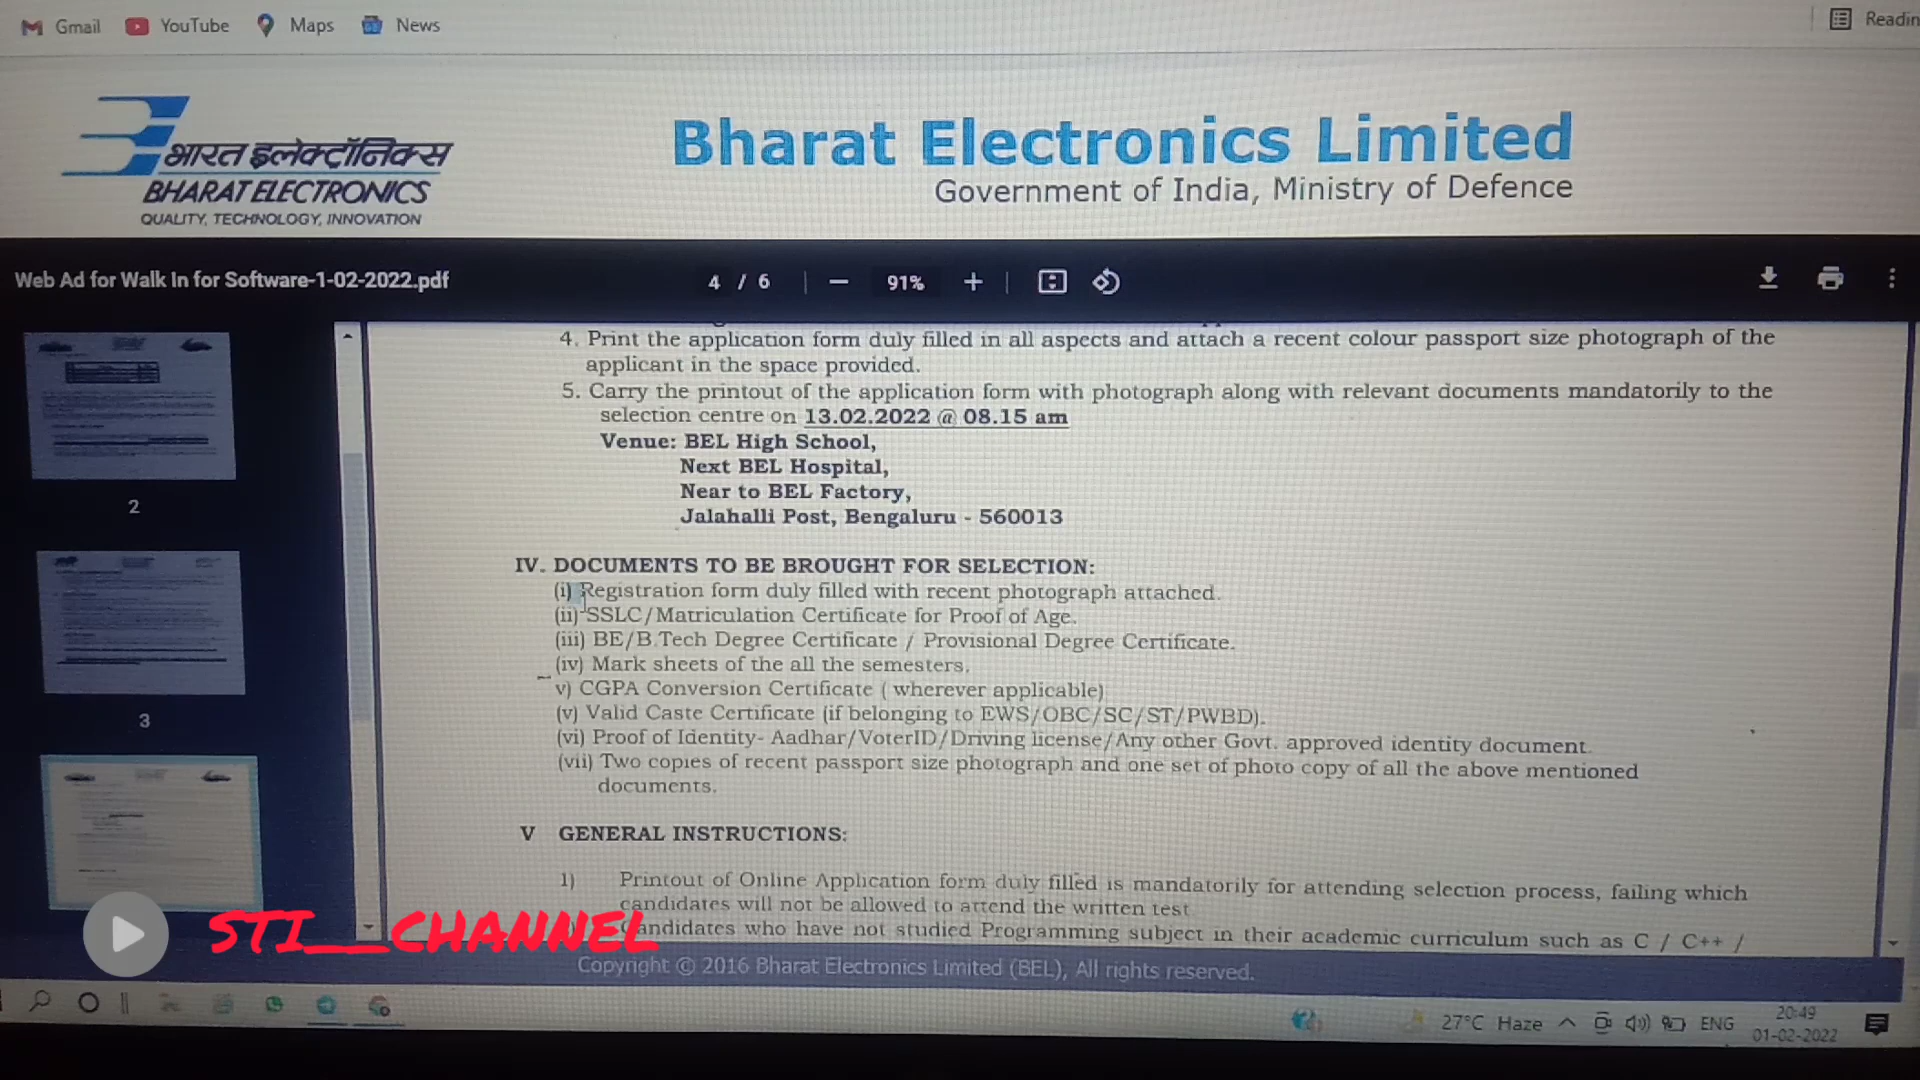 Gmail YouTube Maps News Readin
भारत इलेक्ट्रॉनिक्स
BHARAT ELECTRONICS
QUALITY, TECHNOLOGY, INNOVATION
Bharat Electronics Limited
Government of India, Ministry of Defence
Web Ad for Walk In for Software-1-02-2022.pdf 4 / 6 91%
4. Print the application form duly filled in all aspects and attach a recent colour passport size photograph of the
applicant in the space provided.
5. Carry the printout of the application form with photograph along with relevant documents mandatorily to the
selection centre on 13.02.2022 @ 08.15 am
Venue: BEL High School,
Next BEL Hospital,
Near to BEL Factory,
Jalahalli Post, Bengaluru - 560013
IV. DOCUMENTS TO BE BROUGHT FOR SELECTION:
(i) Registration form duly filled with recent photograph attached.
(ii) SSLC/Matriculation Certificate for Proof of Age.
(iii) BE/B.Tech Degree Certificate / Provisional Degree Certificate.
(iv) Mark sheets of the all the semesters.
v) CGPA Conversion Certificate ( wherever applicable)
(v) Valid Caste Certificate (if belonging to EWS/OBC/SC/ST/PWBD).
(vi) Proof of Identity- Aadhar/VoterID/Driving license/Any other Govt. approved identity document.
(vii) Two copies of recent passport size photograph and one set of photo copy of all the above mentioned
documents.
V GENERAL INSTRUCTIONS:
1) Printout of Online Application form duly filled is mandatorily for attending selection process, failing which
candidates will not be allowed to attend the written test
Candidates who have not studied Programming subject in their academic curriculum such as C / C++ /
2
3
STI__CHANNEL
Copyright © 2016 Bharat Electronics Limited (BEL), All rights reserved.
27°C Haze ENG 20:49
01-02-2022